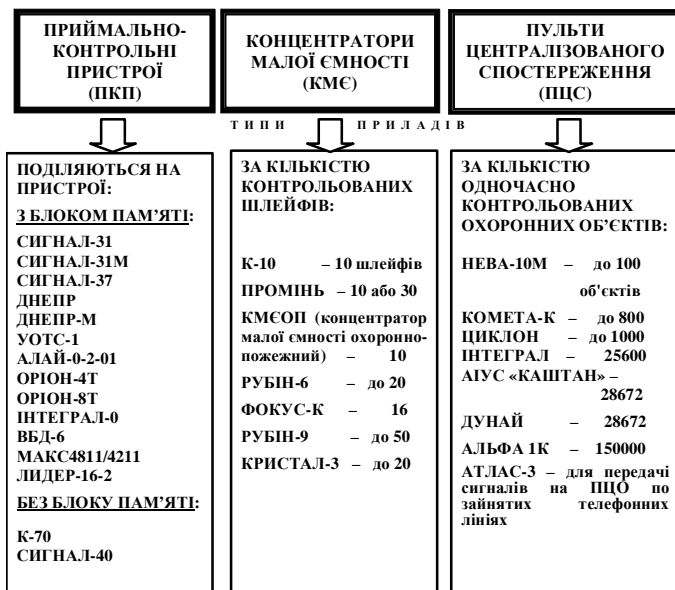 ПРИЙМАЛЬНО-
КОНТРОЛЬНІ
ПРИСТРОЇ
(ПКП)
КОНЦЕНТРАТОРИ
МАЛОЇ ЄМНОСТІ
(КМЄ)
ПУЛЬТИ
ЦЕНТРАЛІЗОВАНОГО
СПОСТЕРЕЖЕННЯ
(ПЦС)
ТИПИ ПРИЛАДІВ
ПОДІЛЯЮТЬСЯ НА
ПРИСТРОЇ:
З БЛОКОМ ПАМ’ЯТІ:
СИГНАЛ-31
СИГНАЛ-31М
СИГНАЛ-37
ДНЕПР
ДНЕПР-М
УОТС-1
АЛАЙ-0-2-01
ОРІОН-4Т
ОРІОН-8Т
ІНТЕГРАЛ-0
ВБД-6
МАКС4811/4211
ЛИДЕР-16-2
БЕЗ БЛОКУ ПАМ’ЯТІ:
К-70
СИГНАЛ-40
ЗА КІЛЬКІСТЮ
КОНТРОЛЬОВАНИХ
ШЛЕЙФІВ:
К-10 – 10 шлейфів
ПРОМІНЬ – 10 або 30
КМЄОП (концентратор
малої ємності охоронно-
пожежний) – 10
РУБІН-6 – до 20
ФОКУС-К – 16
РУБІН-9 – до 50
КРИСТАЛ-3 – до 20
ЗА КІЛЬКІСТЮ
ОДНОЧАСНО
КОНТРОЛЬОВАНИХ
ОХОРОННИХ ОБ’ЄКТІВ:
НЕВА-10М – до 100
об'єктів
КОМЕТА-К – до 800
ЦИКЛОН – до 1000
ІНТЕГРАЛ – 25600
АІУС «КАШТАН» –
28672
ДУНАЙ – 28672
АЛЬФА 1К – 150000
АТЛАС-3 – для передачі
сигналів на ПЦО по
зайнятих телефонних
лініях